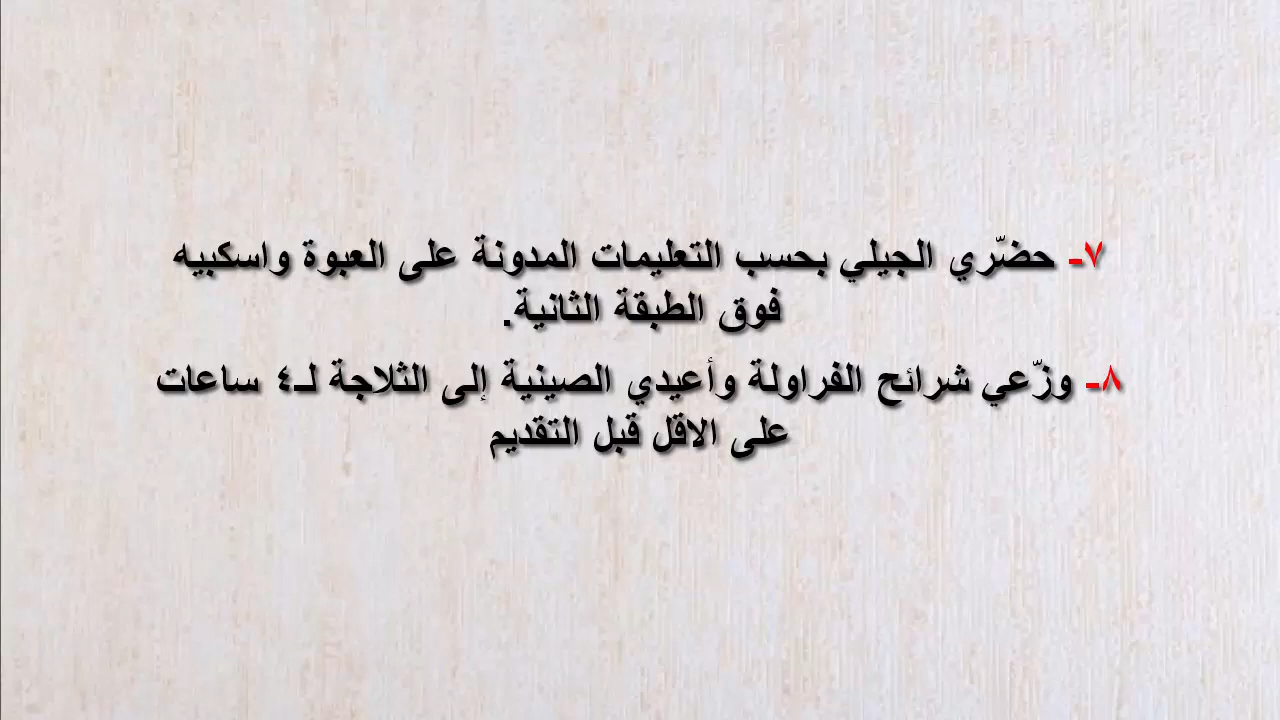 ٧- حضّري الجيلي بحسب التعليمات المدونة على العبوة واسكبيه
فوق الطبقة الثانية.
٨- وزّعي شرائح الفراولة وأعيدي الصينية إلى الثلاجة لـ٤ ساعات
على الاقل قبل التقديم